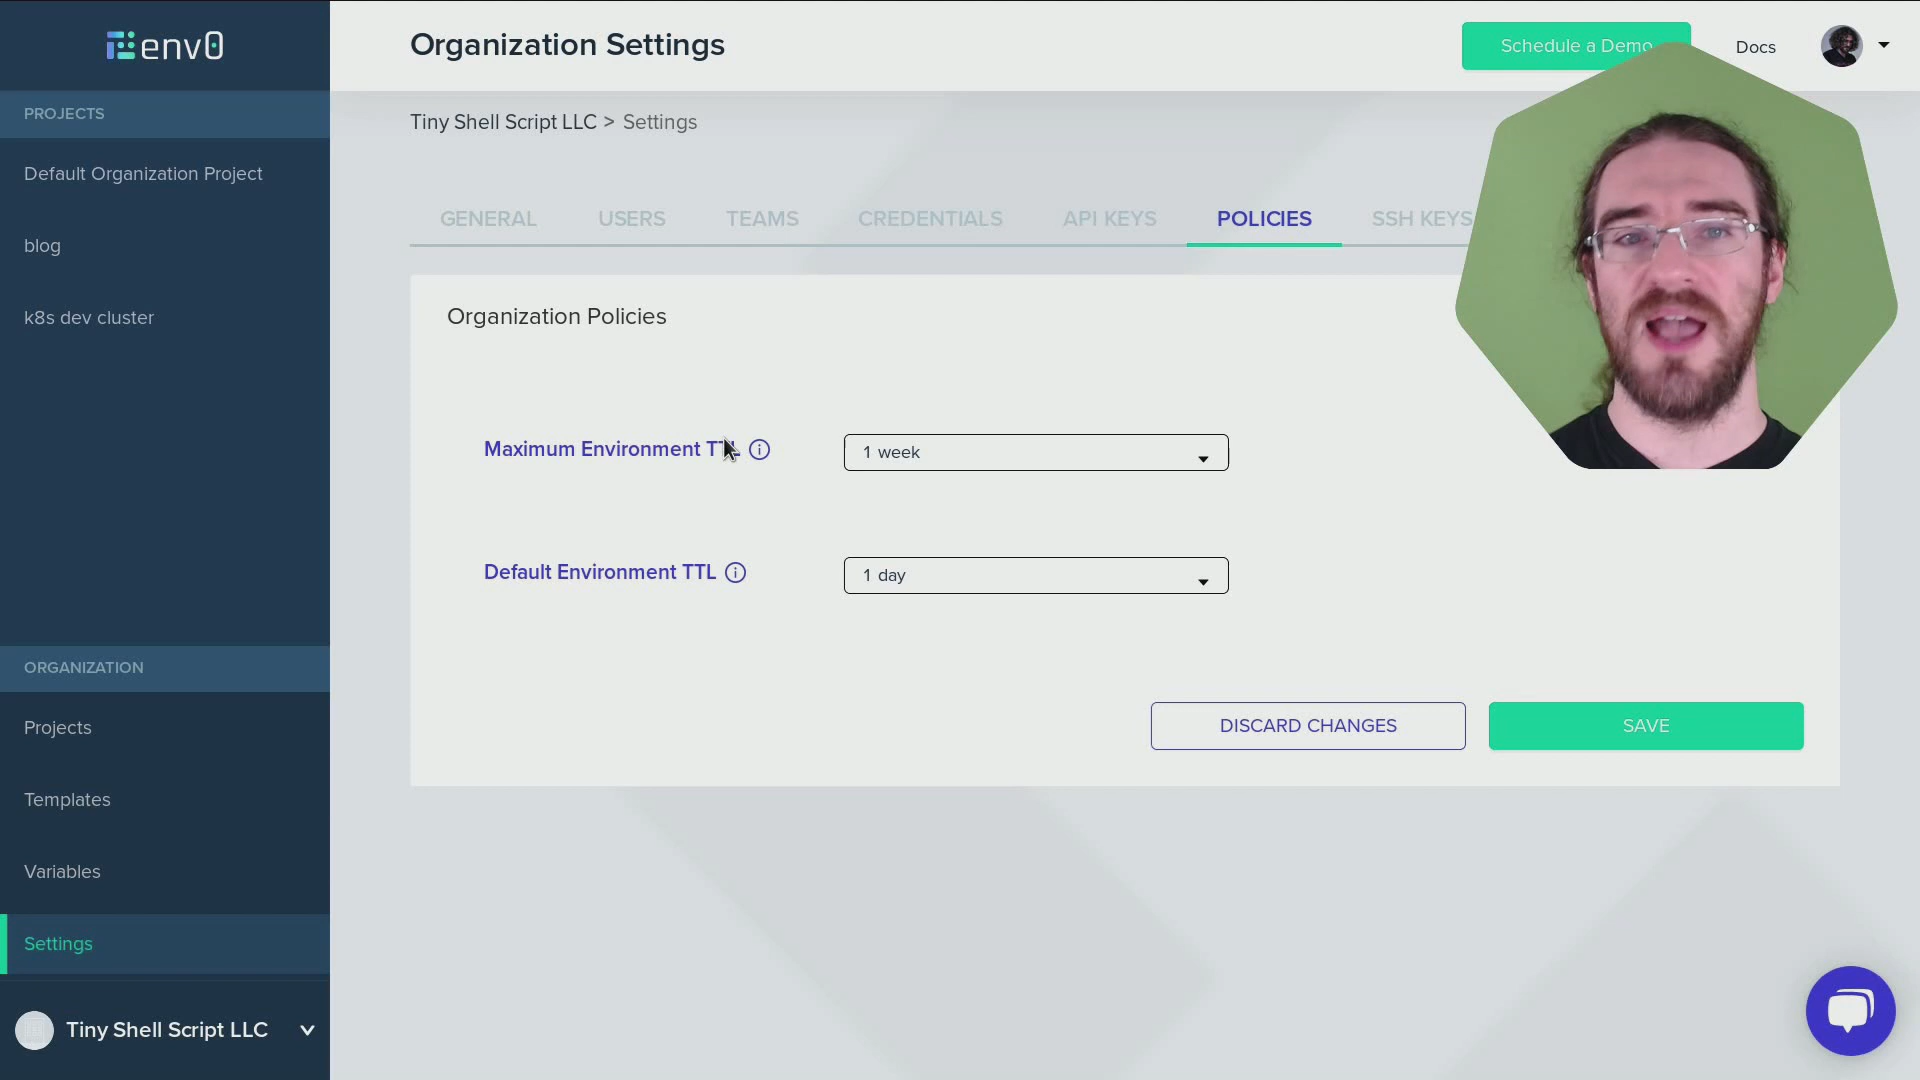 env0
Organization Settings
Schedule a Demo
Docs
PROJECTS
Default Organization Project
blog
k8s dev cluster
Tiny Shell Script LLC > Settings
GENERAL
USERS
TEAMS
CREDENTIALS
API KEYS
POLICIES
SSH KEYS
Organization Policies
Maximum Environment TTL
1 week
Default Environment TTL
1 day
DISCARD CHANGES
SAVE
ORGANIZATION
Projects
Templates
Variables
Settings
Tiny Shell Script LLC